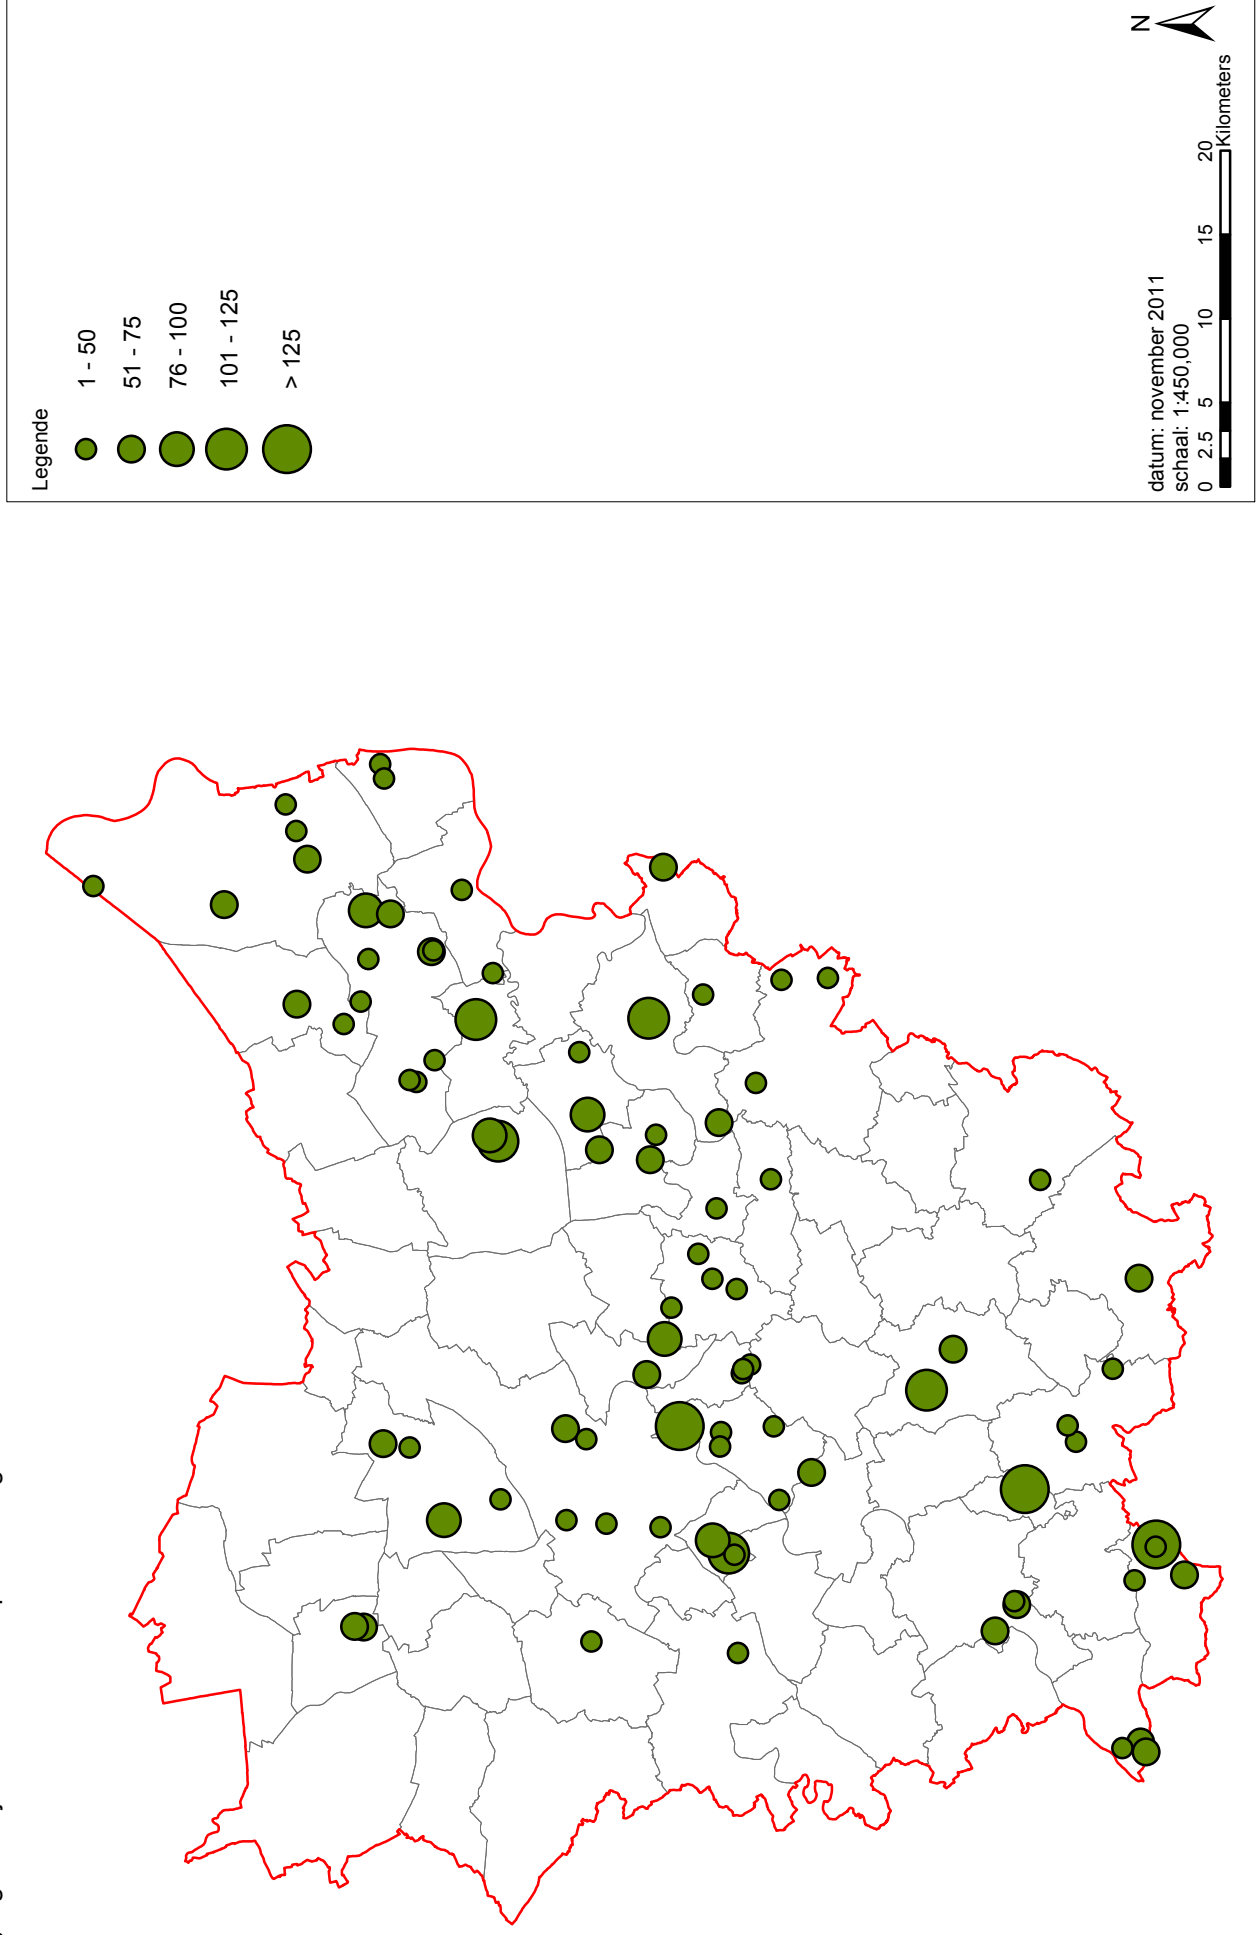 Legende
1 - 50
51 - 75
76 - 100
101 - 125
> 125
datum: november 2011
schaal: 1:450,000
0 2.5 5 10 15 20
Kilometers
N